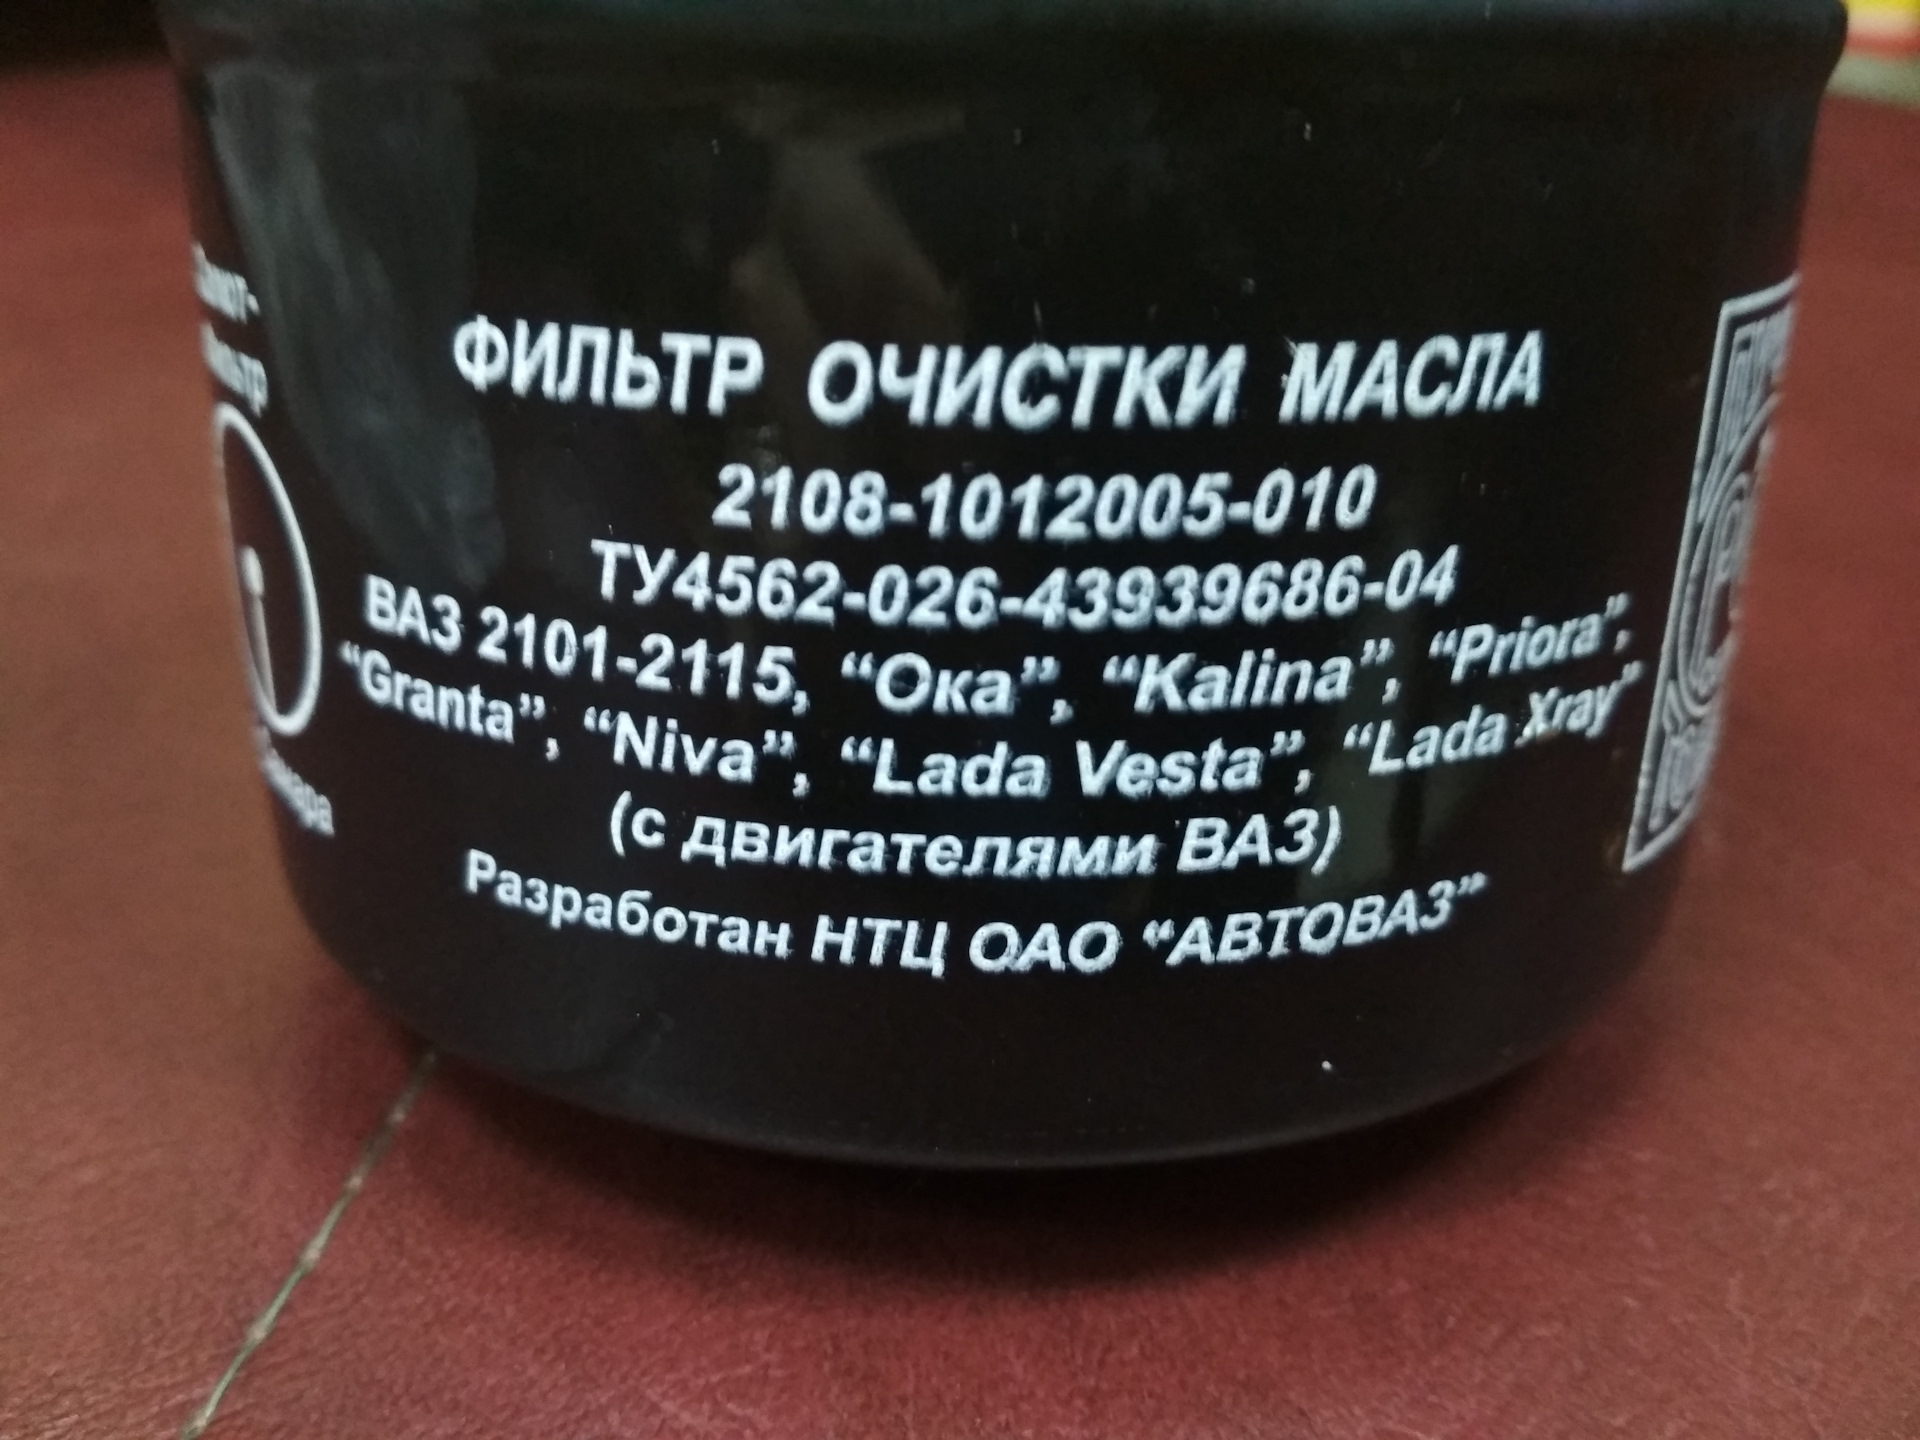 ФИЛЬТР ОЧИСТКИ МАСЛА
2108-1012005-010
ТУ4562-026-43939686-04
ВАЗ 2101-2115, “Ока”, “Kalina”, “Priora”,
“Granta”, “Niva”, “Lada Vesta”, “Lada Xray”
(с двигателями ВАЗ)
Разработан НТЦ ОАО “АВТОВАЗ”